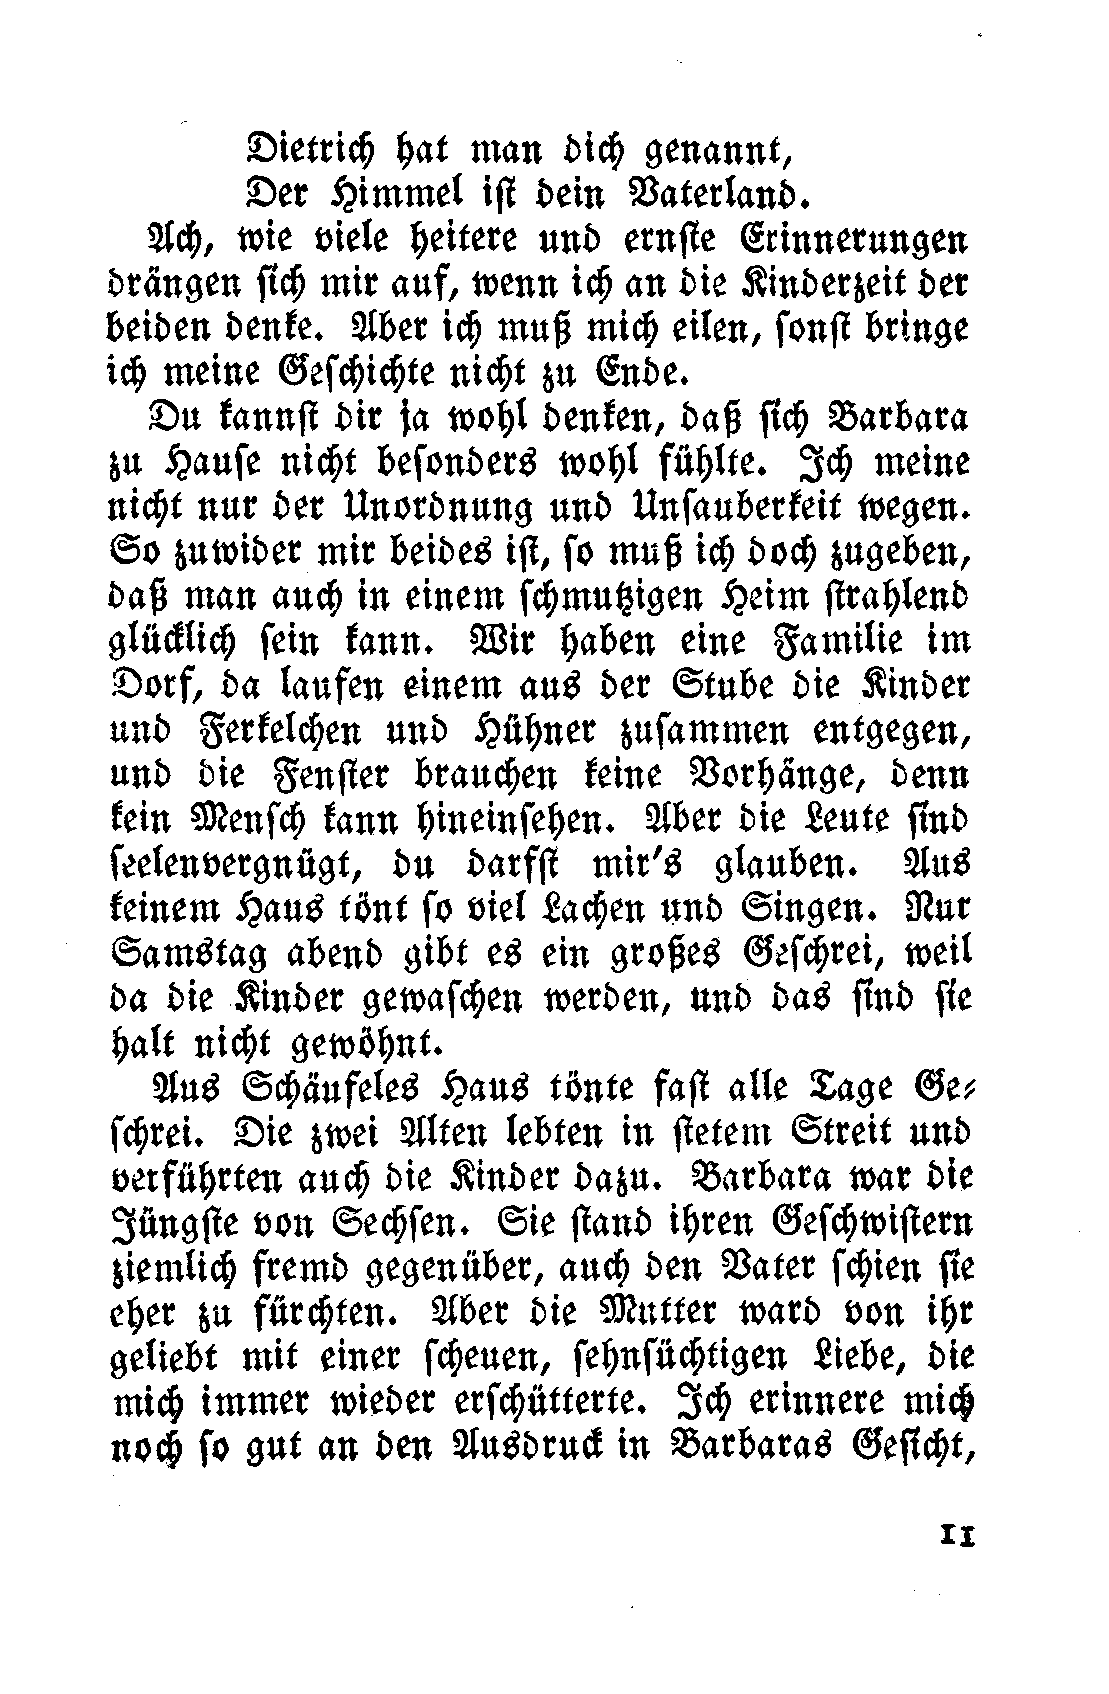 Dietrich hat man dich genannt,
Der Himmel ist dein Vaterland.
Ach, wie viele heitere und ernste Erinnerungen
drängen sich mir auf, wenn ich an die Kinderzeit der
beiden denke. Aber ich muß mich eilen, sonst bringe
ich meine Geschichte nicht zu Ende.
Du kannst dir ja wohl denken, daß sich Barbara
zu Hause nicht besonders wohl fühlte. Ich meine
nicht nur der Unordnung und Unsauberkeit wegen.
So zuwider mir beides ist, so muß ich doch zugeben,
daß man auch in einem schmutzigen Heim strahlend
glücklich sein kann. Wir haben eine Familie im
Dorf, da laufen einem aus der Stube die Kinder
und Ferkelchen und Hühner zusammen entgegen,
und die Fenster brauchen keine Vorhänge, denn
kein Mensch kann hineinsehen. Aber die Leute sind
seelenvergnügt, du darfst mir's glauben. Aus
keinem Haus tönt so viel Lachen und Singen. Nur
Samstag abend gibt es ein großes Geschrei, weil
da die Kinder gewaschen werden, und das sind sie
halt nicht gewöhnt.
Aus Schäufeles Haus tönte fast alle Tage Ge-
schrei. Die zwei Alten lebten in stetem Streit und
verführten auch die Kinder dazu. Barbara war die
Jüngste von Sechsen. Sie stand ihren Geschwistern
ziemlich fremd gegenüber, auch den Vater schien sie
eher zu fürchten. Aber die Mutter ward von ihr
geliebt mit einer scheuen, sehnsüchtigen Liebe, die
mich immer wieder erschütterte. Ich erinnere mich
noch so gut an den Ausdruck in Barbaras Gesicht,
11